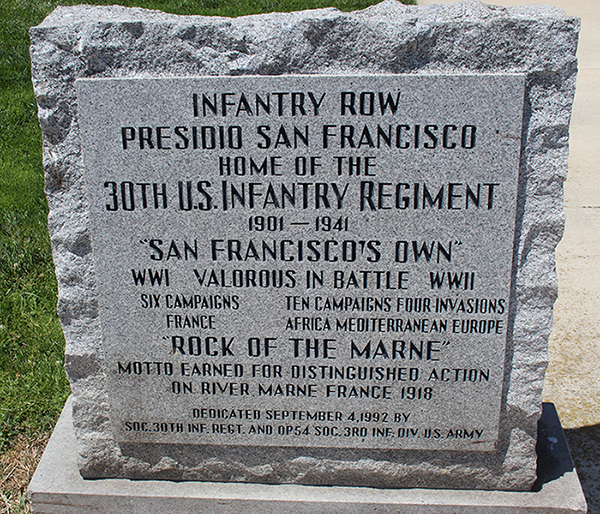 INFANTRY ROW
PRESIDIO SAN FRANCISCO
HOME OF THE
30TH U.S. INFANTRY REGIMENT
1901 — 1941
"SAN FRANCISCO'S OWN"
WWI VALOROUS IN BATTLE WWII
SIX CAMPAIGNS TEN CAMPAIGNS FOUR INVASIONS
FRANCE AFRICA MEDITERRANEAN EUROPE
"ROCK OF THE MARNE"
MOTTO EARNED FOR DISTINGUISHED ACTION
ON RIVER MARNE FRANCE 1918
DEDICATED SEPTEMBER 4, 1992 BY
SOC. 30TH INF. REGT. AND OP54 SOC. 3RD INF. DIV. U.S. ARMY